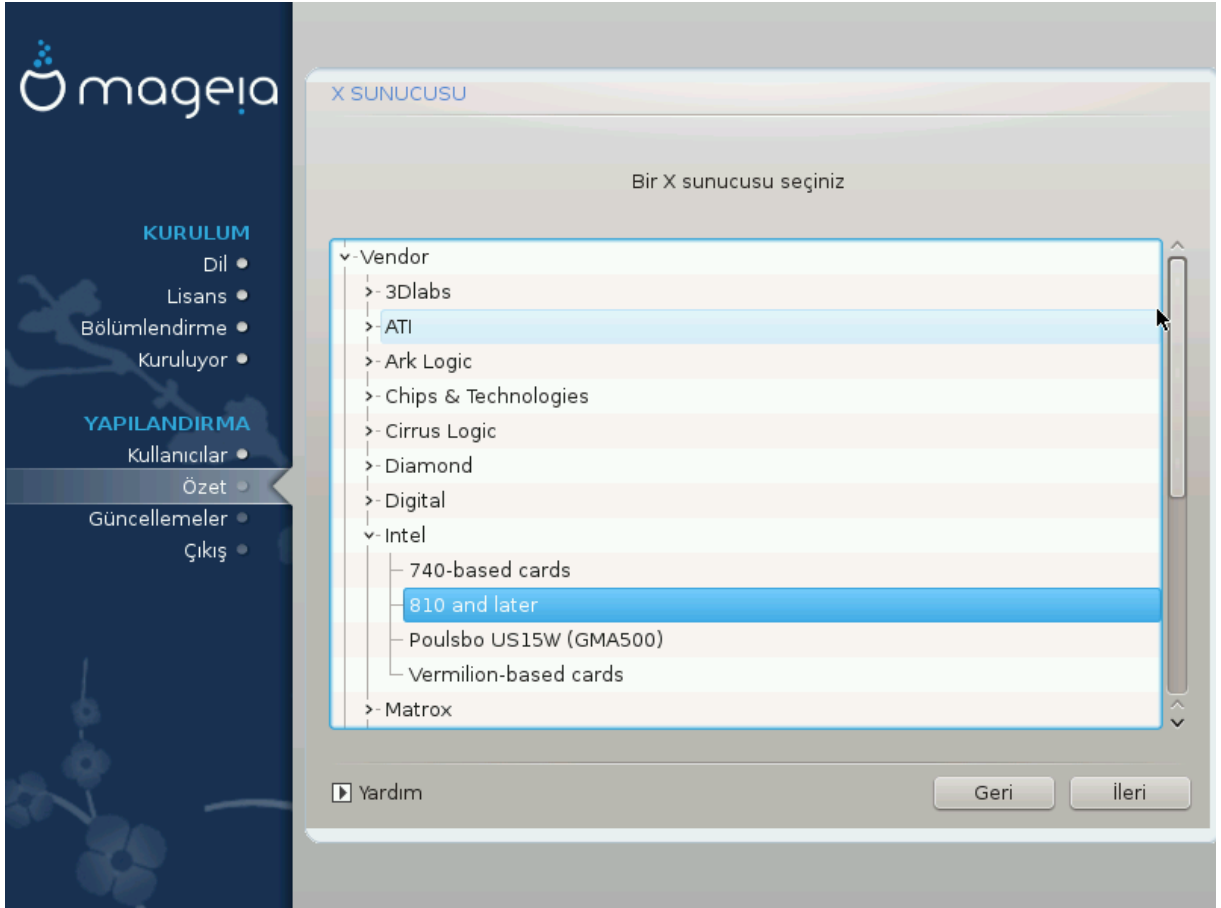 mageia
KURULUM
Dil
Lisans
Bölümlendirme
Kuruluyor
YAPILANDIRMA
Kullanıcılar
Özet
Güncellemeler
Çıkış
X SUNUCUSU
Bir X sunucusu seçiniz
Vendor
3Dlabs
ATI
Ark Logic
Chips & Technologies
Cirrus Logic
Diamond
Digital
Intel
740-based cards
810 and later
Poulsbo US15W (GMA500)
Vermilion-based cards
Matrox
Yardım
Geri
İleri